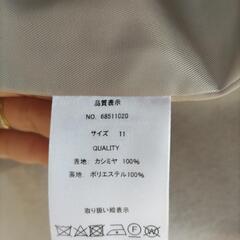 品質表示
NO. 68511020
サイズ 11
QUALITY
表地: カシミヤ 100%
裏地: ポリエステル100%
取り扱い絵表示